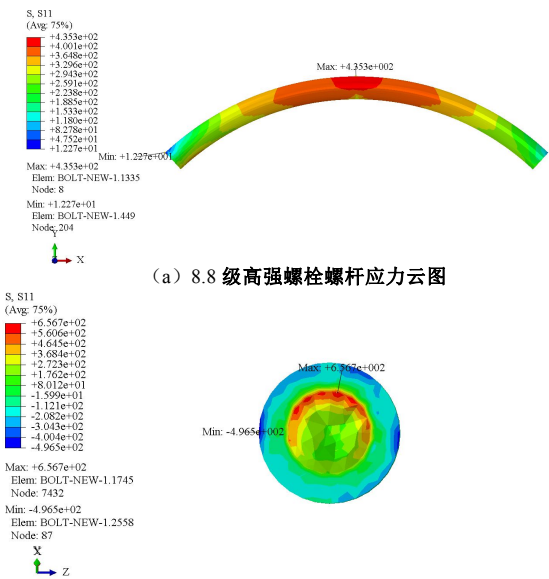 S, S11
(Avg: 75%)
+4.353e+02
+4.001e+02
+3.648e+02
+3.296e+02
+2.943e+02
+2.591e+02
+2.238e+02
+1.885e+02
+1.533e+02
+1.180e+02
+8.278e+01
+4.752e+01
+1.227e+01
Max: +4.353e+02
Elem: BOLT-NEW-1.1335
Node: 8
Min: +1.227e+01
Elem: BOLT-NEW-1.449
Node: 204
Max: +4.353e+002
Min: +1.227e+001
Y
X
（a）8.8 级高强螺栓螺杆应力云图
S, S11
(Avg: 75%)
+6.567e+02
+5.606e+02
+4.645e+02
+3.684e+02
+2.723e+02
+1.762e+02
+8.012e+01
-1.599e+01
-1.121e+02
-2.082e+02
-3.043e+02
-4.004e+02
-4.965e+02
Max: +6.567e+02
Elem: BOLT-NEW-1.1745
Node: 7432
Min: -4.965e+02
Elem: BOLT-NEW-1.2558
Node: 87
Max: +6.567e+002
Min: -4.965e+002
X
Z